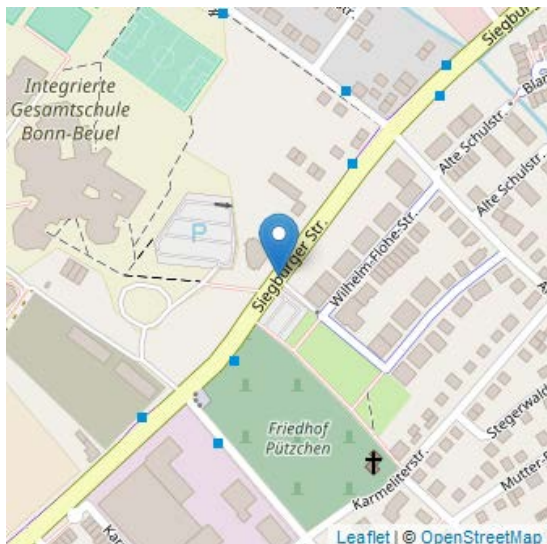 Siegbur
Integrierte
Gesamtschule
Bonn-Beuel
Alte Schulstr.
Alte Schulstr.
P
Wilhelm-Flohe-Str.
Siegburger Str.
Friedhof
Pützchen
Stegerwald
Karmeliterstr.
Mutter-
Leaflet | © OpenStreetMap